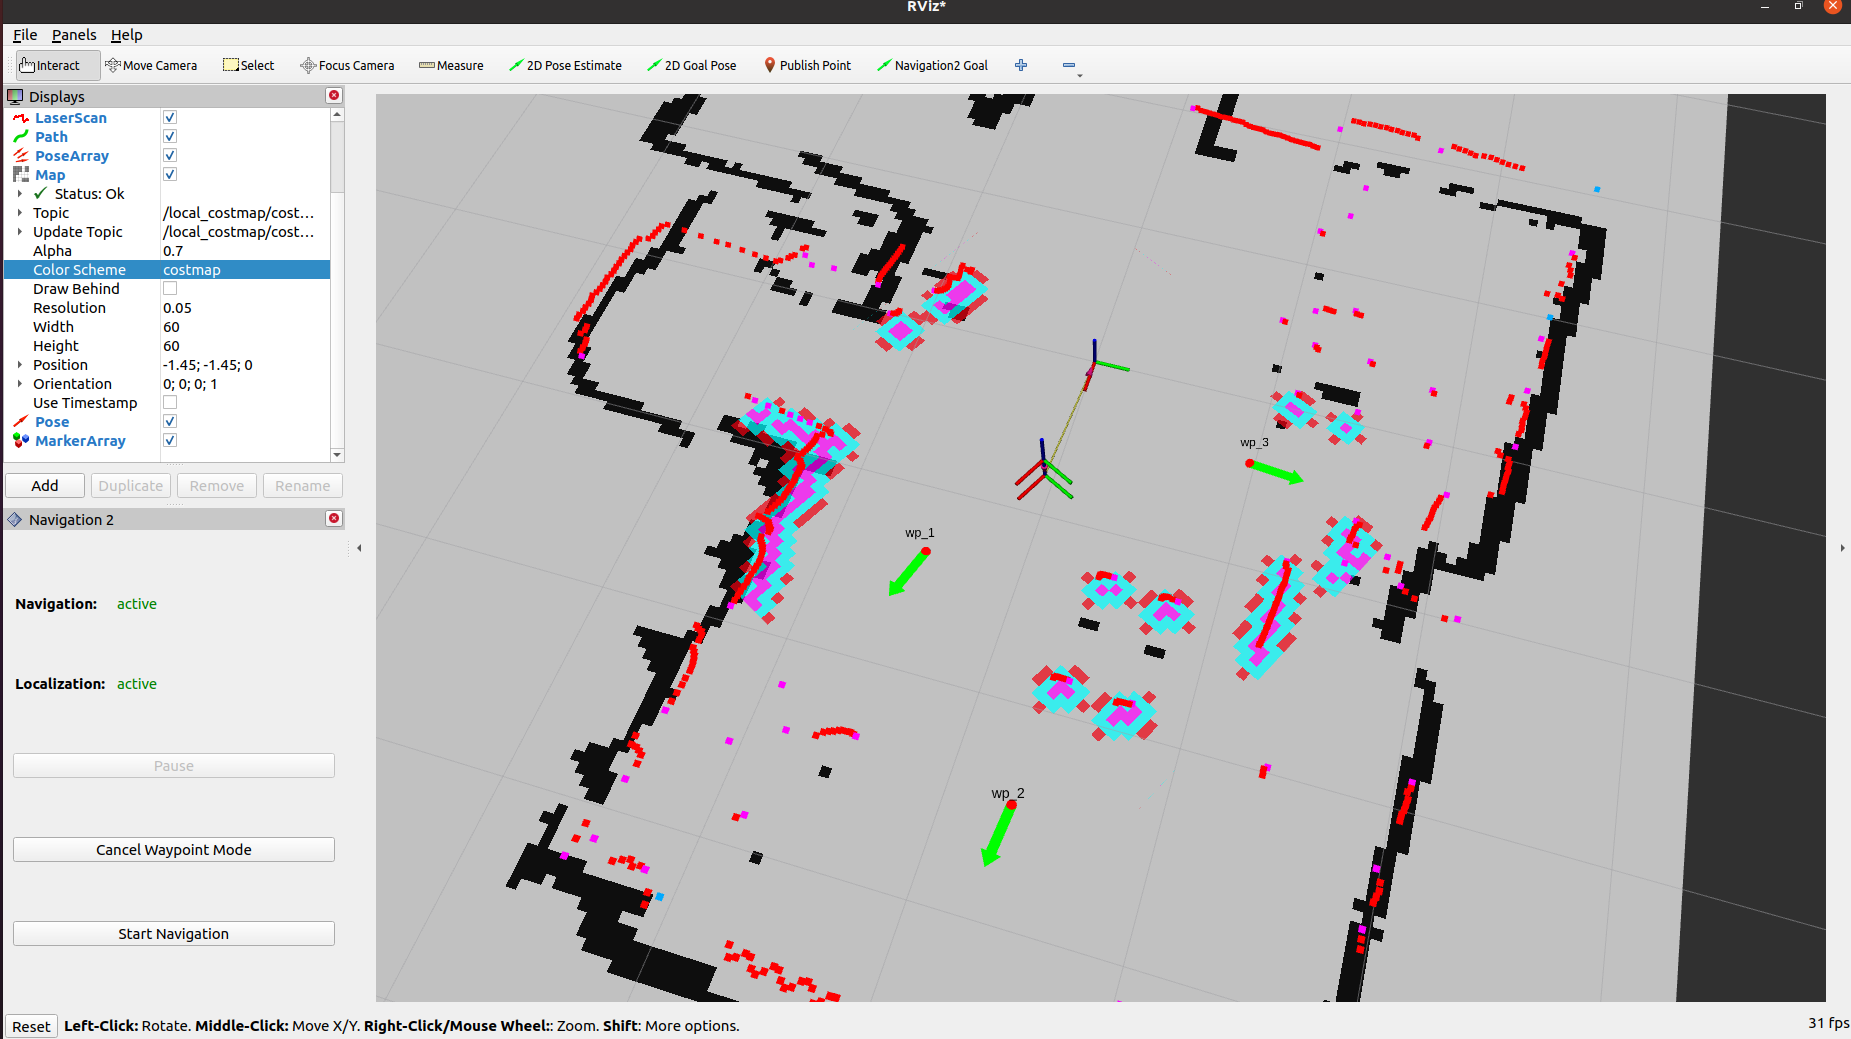 RViz*
File Panels Help
Interact Move Camera Select Focus Camera Measure 2D Pose Estimate 2D Goal Pose Publish Point Navigation2 Goal
Displays
LaserScan
Path
PoseArray
Map
Status: Ok
Topic /local_costmap/cost...
Update Topic /local_costmap/cost...
Alpha 0.7
Color Scheme costmap
Draw Behind
Resolution 0.05
Width 60
Height 60
Position -1.45; -1.45; 0
Orientation 0; 0; 0; 1
Use Timestamp
Pose
MarkerArray
Add Duplicate Remove Rename
Navigation 2
Navigation: active
Localization: active
Pause
Cancel Waypoint Mode
Start Navigation
wp_3
wp_1
wp_2
Reset Left-Click: Rotate. Middle-Click: Move X/Y. Right-Click/Mouse Wheel:: Zoom. Shift: More options. 31 fps